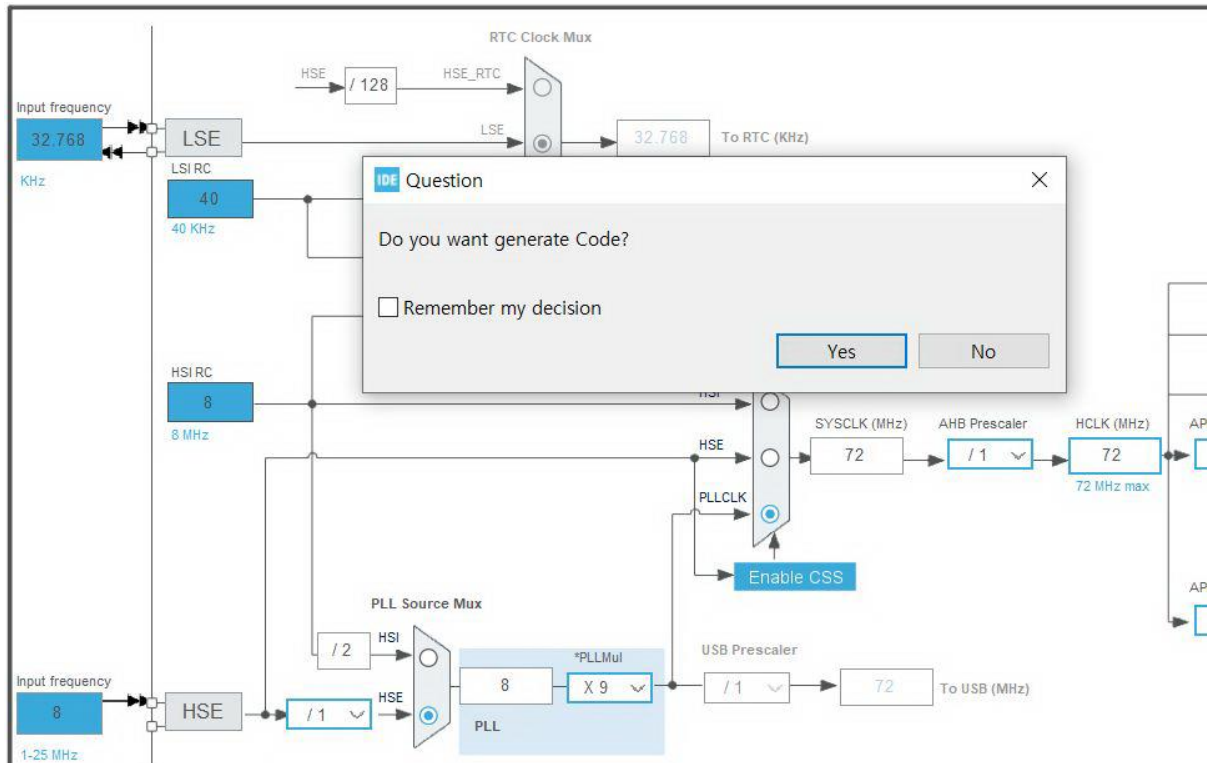 RTC Clock Mux
HSE
/ 128
HSE_RTC
Input frequency
32.768
LSE
LSE
32.768
To RTC (KHz)
KHz
LSI RC
40
40 KHz
IDE Question
Do you want generate Code?
Remember my decision
Yes
No
HSI RC
8
8 MHz
HSI
SYSCLK (MHz)
AHB Prescaler
HCLK (MHz)
AP
HSE
72
/ 1
72
72 MHz max
PLLCLK
Enable CSS
AP
PLL Source Mux
HSI
/ 2
*PLLMul
USB Prescaler
8
X 9
/ 1
72
To USB (MHz)
Input frequency
8
HSE
/ 1
HSE
PLL
1-25 MHz